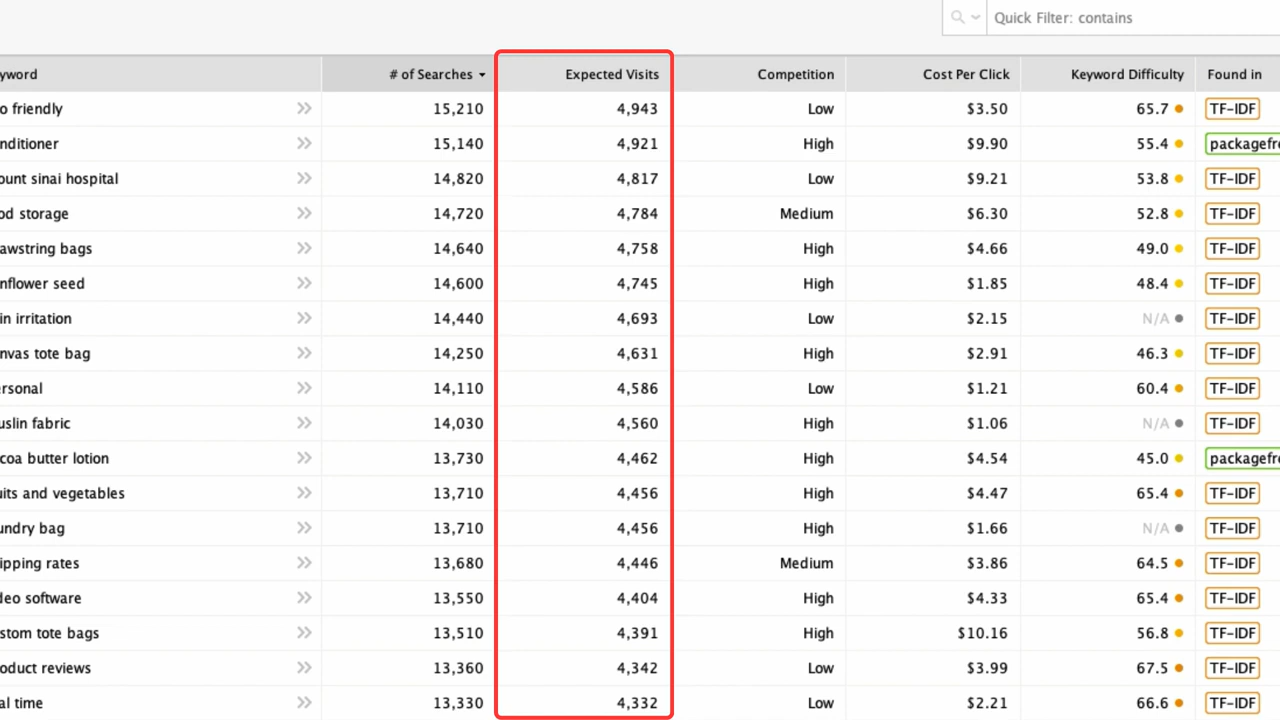 Quick Filter: contains
yword # of Searches Expected Visits Competition Cost Per Click Keyword Difficulty Found in
o friendly 15,210 4,943 Low $3.50 65.7 TF-IDF
nditioner 15,140 4,921 High $9.90 55.4 packagefre
ount sinai hospital 14,820 4,817 Low $9.21 53.8 TF-IDF
od storage 14,720 4,784 Medium $6.30 52.8 TF-IDF
awstring bags 14,640 4,758 High $4.66 49.0 TF-IDF
nflower seed 14,600 4,745 High $1.85 48.4 TF-IDF
in irritation 14,440 4,693 Low $2.15 N/A TF-IDF
nvas tote bag 14,250 4,631 High $2.91 46.3 TF-IDF
ersonal 14,110 4,586 Low $1.21 60.4 TF-IDF
uslin fabric 14,030 4,560 High $1.06 N/A TF-IDF
coa butter lotion 13,730 4,462 High $4.54 45.0 packagefre
uits and vegetables 13,710 4,456 High $4.47 65.4 TF-IDF
undry bag 13,710 4,456 High $1.66 N/A TF-IDF
ipping rates 13,680 4,446 Medium $3.86 64.5 TF-IDF
deo software 13,550 4,404 High $4.33 65.4 TF-IDF
stom tote bags 13,510 4,391 High $10.16 56.8 TF-IDF
oduct reviews 13,360 4,342 Low $3.99 67.5 TF-IDF
al time 13,330 4,332 Low $2.21 66.6 TF-IDF